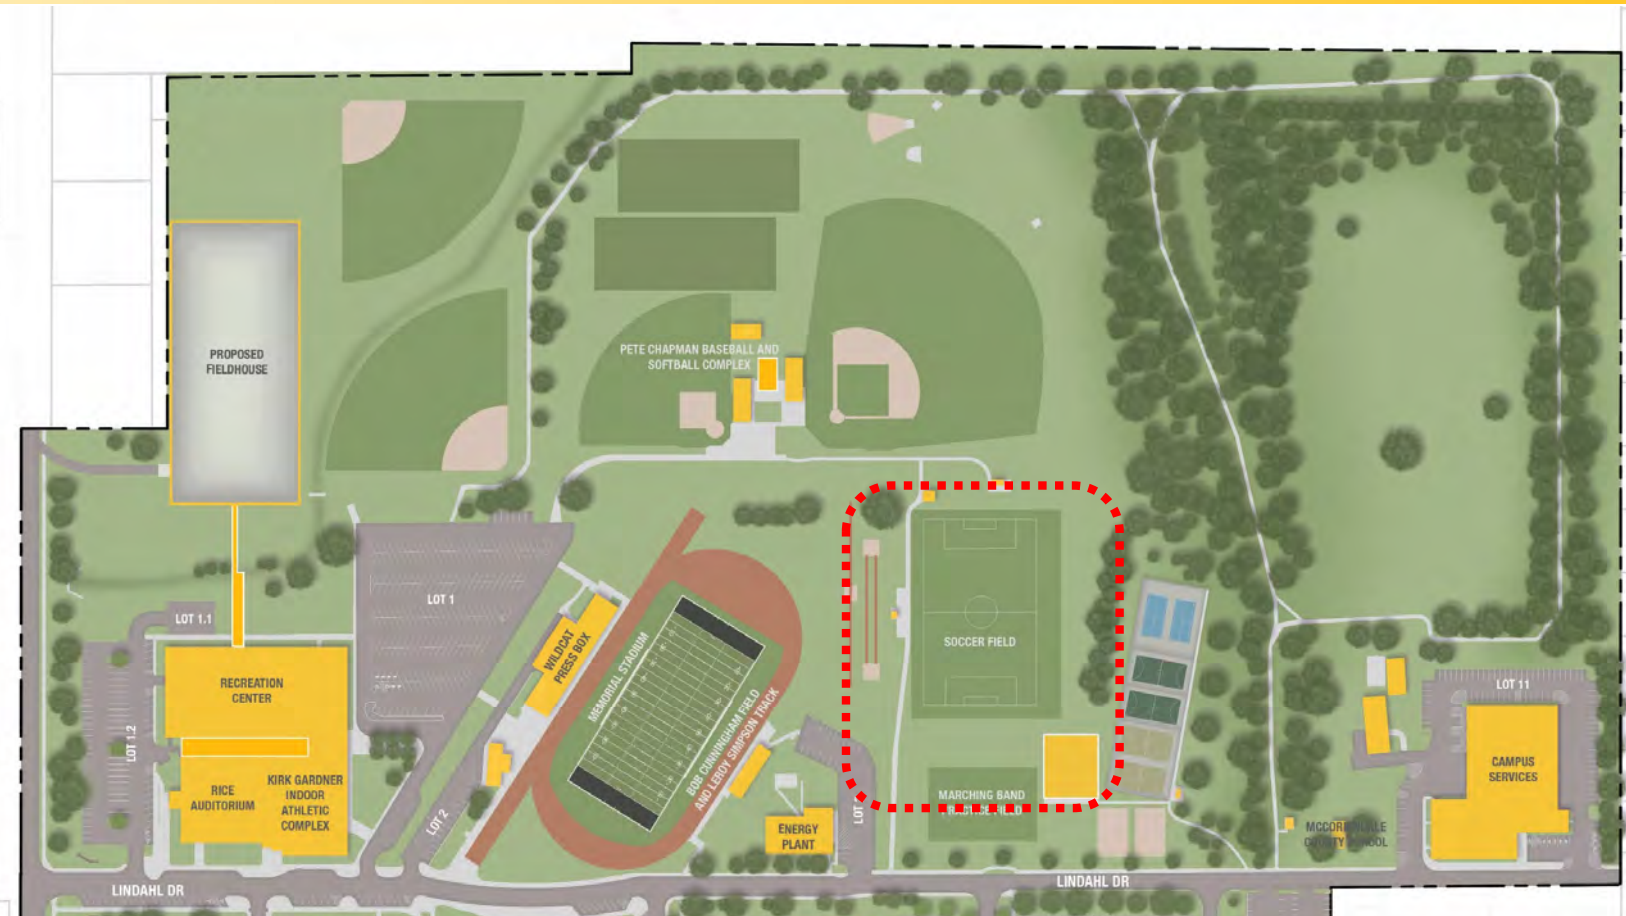 PROPOSED
FIELDHOUSE
PETE CHAPMAN BASEBALL AND
SOFTBALL COMPLEX
LOT 1
LOT 1.1
WILDCAT
PRESS BOX
MEMORIAL STADIUM
BOB CUNNINGHAM FIELD
AND LEROY SIMPSON TRACK
SOCCER FIELD
RECREATION
CENTER
LOT 1.2
LOT 11
RICE
AUDITORIUM
KIRK GARDNER
INDOOR
ATHLETIC
COMPLEX
CAMPUS
SERVICES
MARCHING BAND
FIELD
LOT 2
ENERGY
PLANT
LOT
COUNTY
LINDAHL DR
LINDAHL DR